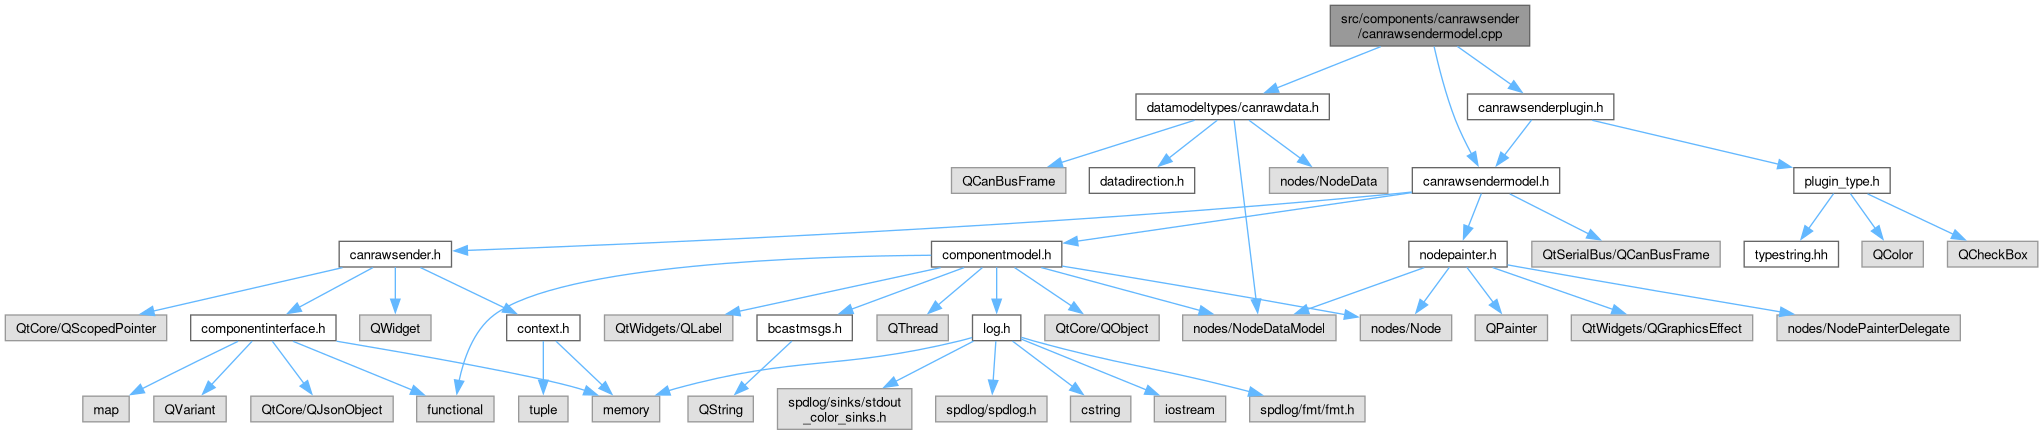 src/components/canrawsender
/canrawsendermodel.cpp
datamodeltypes/canrawdata.h
canrawsenderplugin.h
QCanBusFrame
datadirection.h
nodes/NodeData
canrawsendermodel.h
plugin_type.h
canrawsender.h
componentmodel.h
nodepainter.h
QtSerialBus/QCanBusFrame
typestring.hh
QColor
QCheckBox
QtCore/QScopedPointer
componentinterface.h
QWidget
context.h
QtWidgets/QLabel
bcastmsgs.h
QThread
log.h
QtCore/QObject
nodes/NodeDataModel
nodes/Node
QPainter
QtWidgets/QGraphicsEffect
nodes/NodePainterDelegate
map
QVariant
QtCore/QJsonObject
functional
tuple
memory
QString
spdlog/sinks/stdout
_color_sinks.h
spdlog/spdlog.h
cstring
iostream
spdlog/fmt/fmt.h